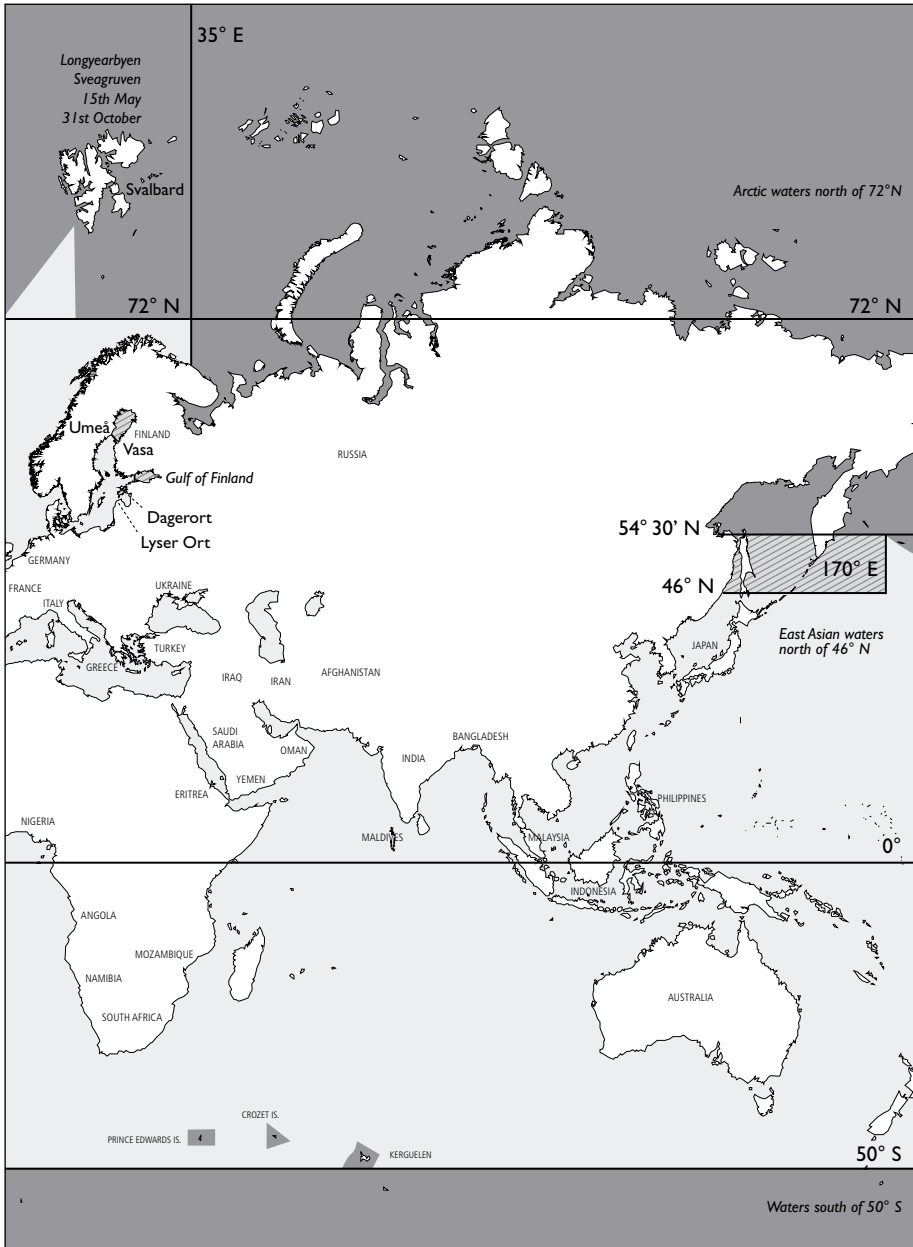 35° E
Longyearbyen
Sveagruven
15th May
31st October
Svalbard
Arctic waters north of 72°N
72° N
72° N
Umeå
FINLAND
Vasa
RUSSIA
Gulf of Finland
Dagerort
Lyser Ort
54° 30’ N
GERMANY
170° E
FRANCE
UKRAINE
46° N
ITALY
East Asian waters
north of 46° N
TURKEY
JAPAN
GREECE
IRAQ
IRAN
AFGHANISTAN
SAUDI
ARABIA
BANGLADESH
OMAN
INDIA
YEMEN
ERITREA
PHILIPPINES
NIGERIA
MALDIVES
MALAYSIA
0°
INDONESIA
ANGOLA
MOZAMBIQUE
NAMIBIA
AUSTRALIA
SOUTH AFRICA
CROZET IS.
PRINCE EDWARDS IS.
KERGUELEN
50° S
Waters south of 50° S